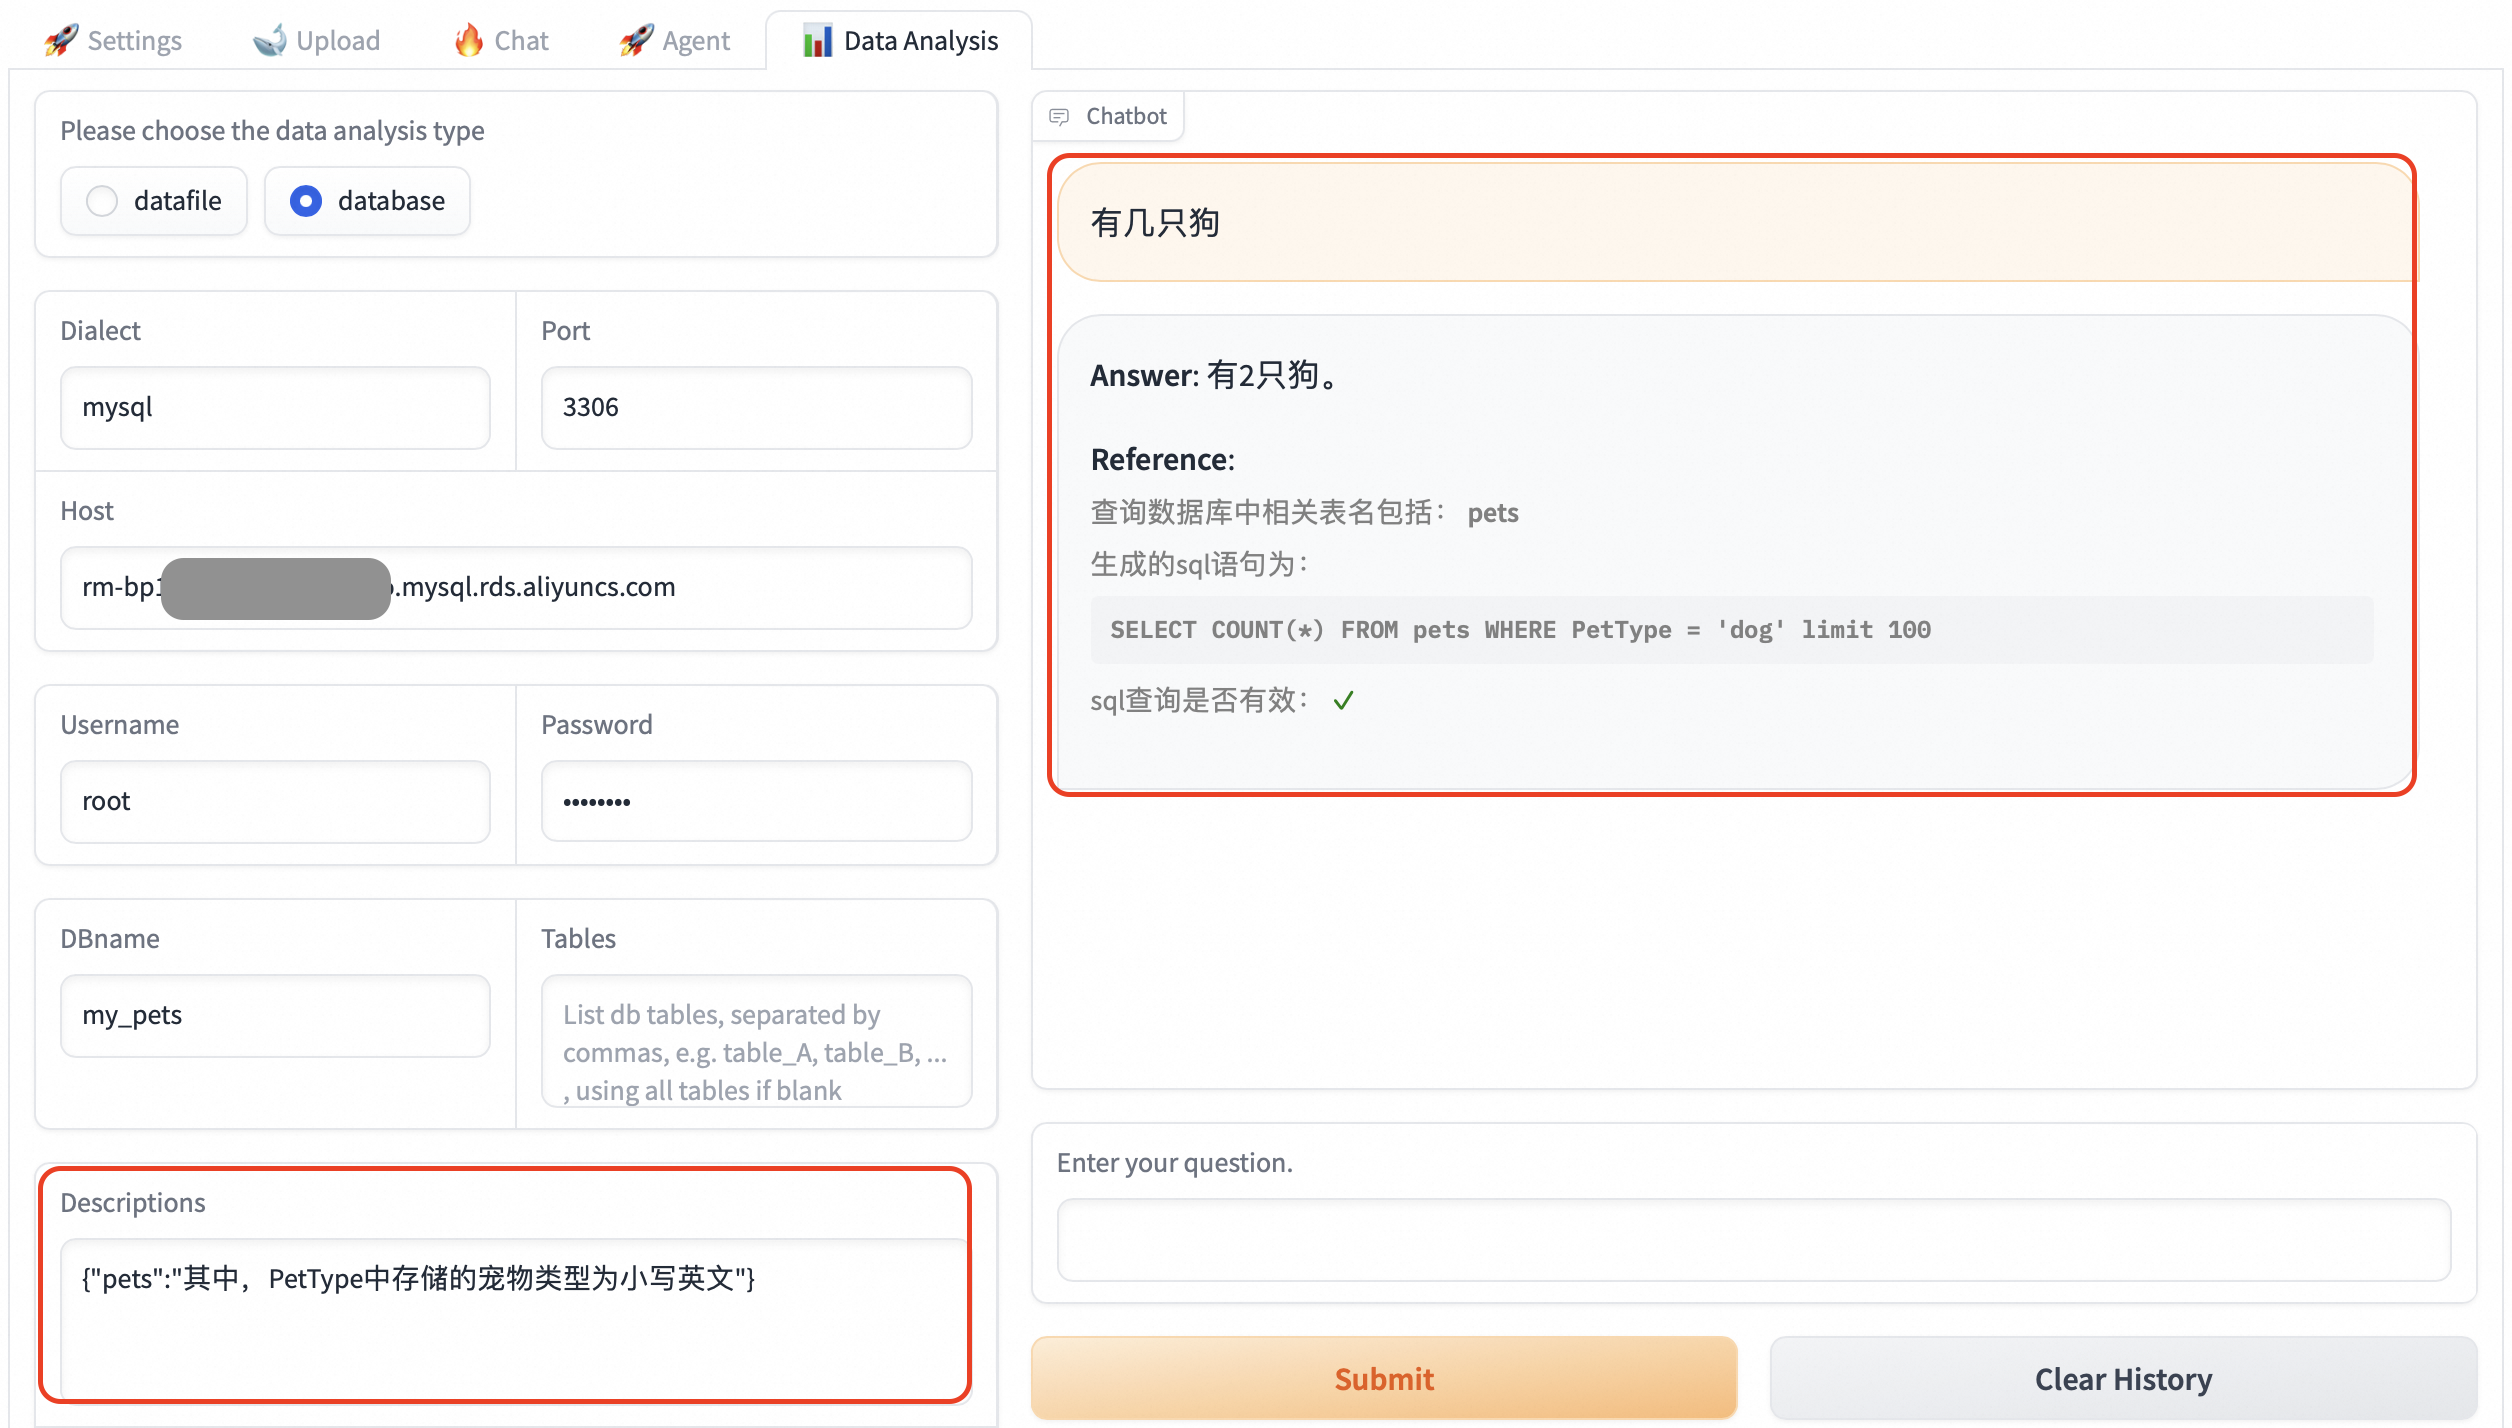 Settings
Upload
Chat
Agent
Data Analysis
Please choose the data analysis type
datafile
database
Dialect
mysql
Port
3306
Host
rm-bp1 .mysql.rds.aliyuncs.com
Username
root
Password
••••••••
DBname
my_pets
Tables
List db tables, separated by
commas, e.g. table_A, table_B, ...
, using all tables if blank
Descriptions
{"pets":"其中，PetType中存储的宠物类型为小写英文"}
Chatbot
有几只狗
Answer: 有2只狗。
Reference:
查询数据库中相关表名包括： pets
生成的sql语句为：
SELECT COUNT(*) FROM pets WHERE PetType = 'dog' limit 100
sql查询是否有效： ✓
Enter your question.
Submit
Clear History